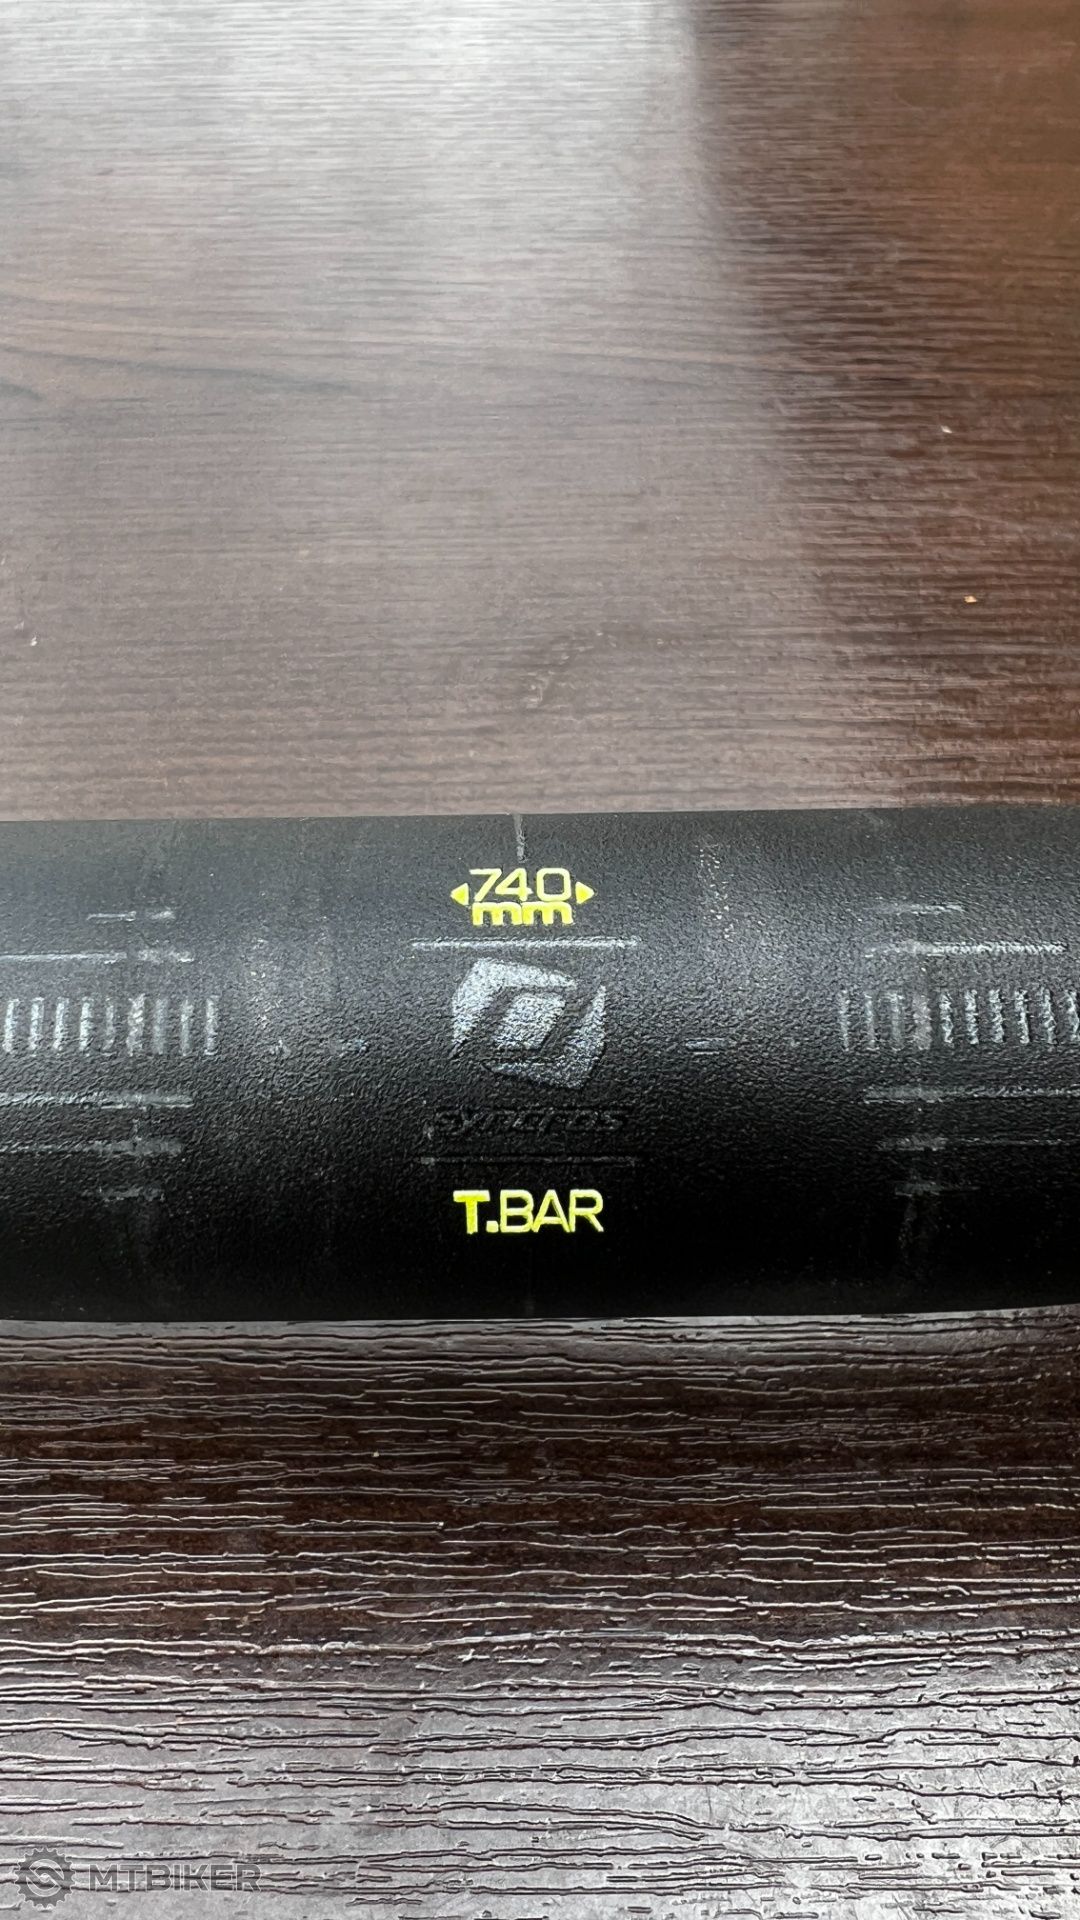 740
mm
syncros
T.BAR
MTBIKER